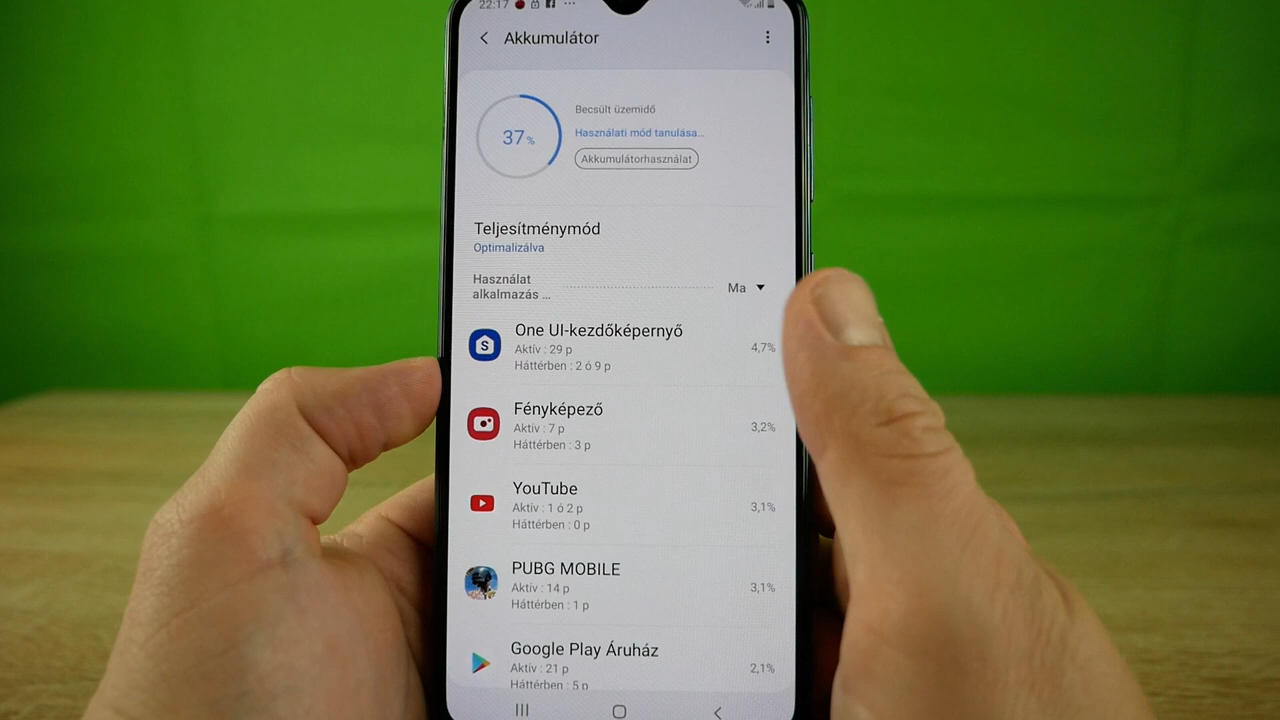 22:17
Akkumulátor
37%
Becsült üzemidő
Használati mód tanulása...
Akkumulátorhasználat
Teljesítménymód
Optimalizálva
Használat
alkalmazás ...
Ma
One UI-kezdőképernyő
Aktív : 29 p
Háttérben : 2 ó 9 p
4,7%
Fényképező
Aktív : 7 p
Háttérben : 3 p
3,2%
YouTube
Aktív : 1 ó 2 p
Háttérben : 0 p
3,1%
PUBG MOBILE
Aktív : 14 p
Háttérben : 1 p
3,1%
Google Play Áruház
Aktív : 21 p
Háttérben : 5 p
2,1%